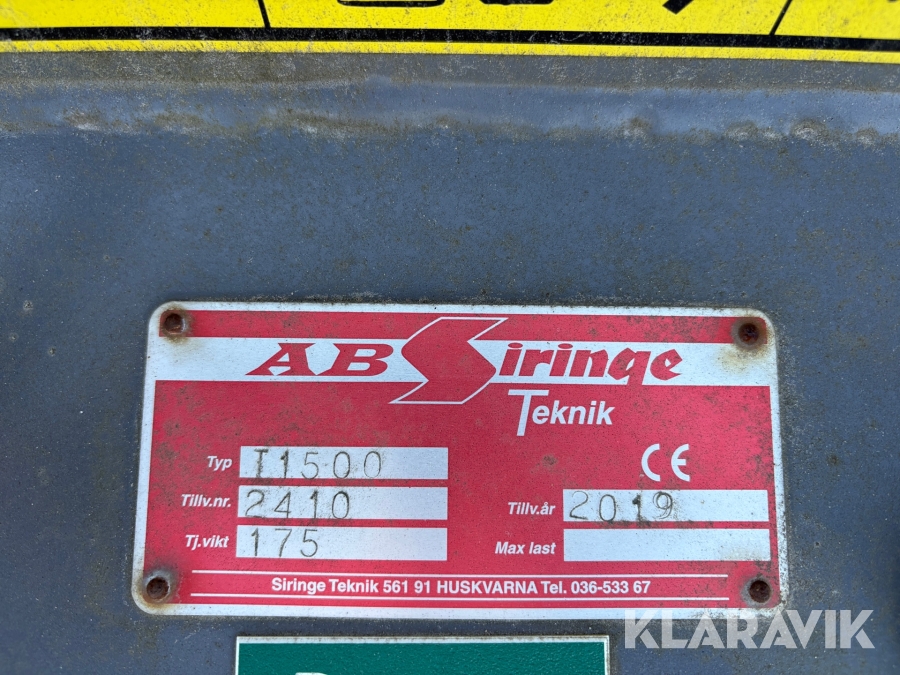 AB Siringe
Teknik
Typ I1500
Tillv.nr. 2410
Tillv.år 2019
Tj.vikt 175
Max last
CE
Siringe Teknik 561 91 HUSKVARNA Tel. 036-533 67
KLARAVIK